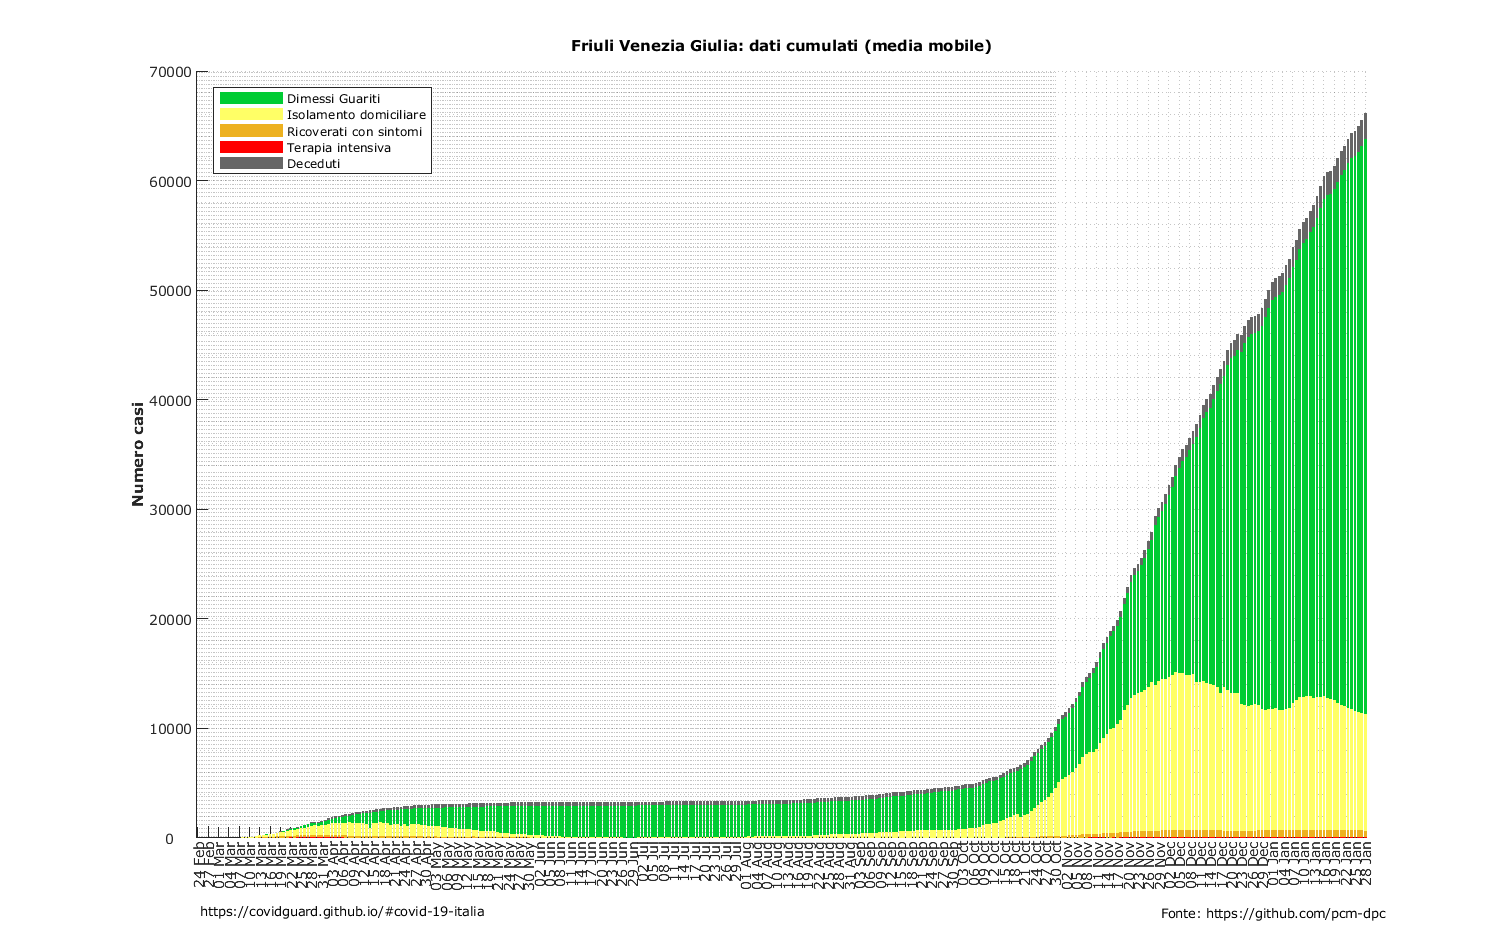 Friuli Venezia Giulia: dati cumulati (media mobile)
70000
60000
50000
40000
30000
20000
10000
0
Numero casi
Dimessi Guariti
Isolamento domiciliare
Ricoverati con sintomi
Terapia intensiva
Deceduti
24 Feb
27 Feb
01 Mar
04 Mar
07 Mar
10 Mar
13 Mar
16 Mar
19 Mar
22 Mar
25 Mar
28 Mar
31 Mar
03 Apr
06 Apr
09 Apr
12 Apr
15 Apr
18 Apr
21 Apr
24 Apr
27 Apr
30 Apr
03 May
06 May
09 May
12 May
15 May
18 May
21 May
24 May
27 May
30 May
02 Jun
05 Jun
08 Jun
11 Jun
14 Jun
17 Jun
20 Jun
23 Jun
26 Jun
29 Jun
02 Jul
05 Jul
08 Jul
11 Jul
14 Jul
17 Jul
20 Jul
23 Jul
26 Jul
29 Jul
01 Aug
04 Aug
07 Aug
10 Aug
13 Aug
16 Aug
19 Aug
22 Aug
25 Aug
28 Aug
31 Aug
03 Sep
06 Sep
09 Sep
12 Sep
15 Sep
18 Sep
21 Sep
24 Sep
27 Sep
30 Sep
03 Oct
06 Oct
09 Oct
12 Oct
15 Oct
18 Oct
21 Oct
24 Oct
27 Oct
30 Oct
02 Nov
05 Nov
08 Nov
11 Nov
14 Nov
17 Nov
20 Nov
23 Nov
26 Nov
29 Nov
02 Dec
05 Dec
08 Dec
11 Dec
14 Dec
17 Dec
20 Dec
23 Dec
26 Dec
29 Dec
01 Jan
04 Jan
07 Jan
10 Jan
13 Jan
16 Jan
19 Jan
22 Jan
25 Jan
28 Jan
https://covidguard.github.io/#covid-19-italia
Fonte: https://github.com/pcm-dpc